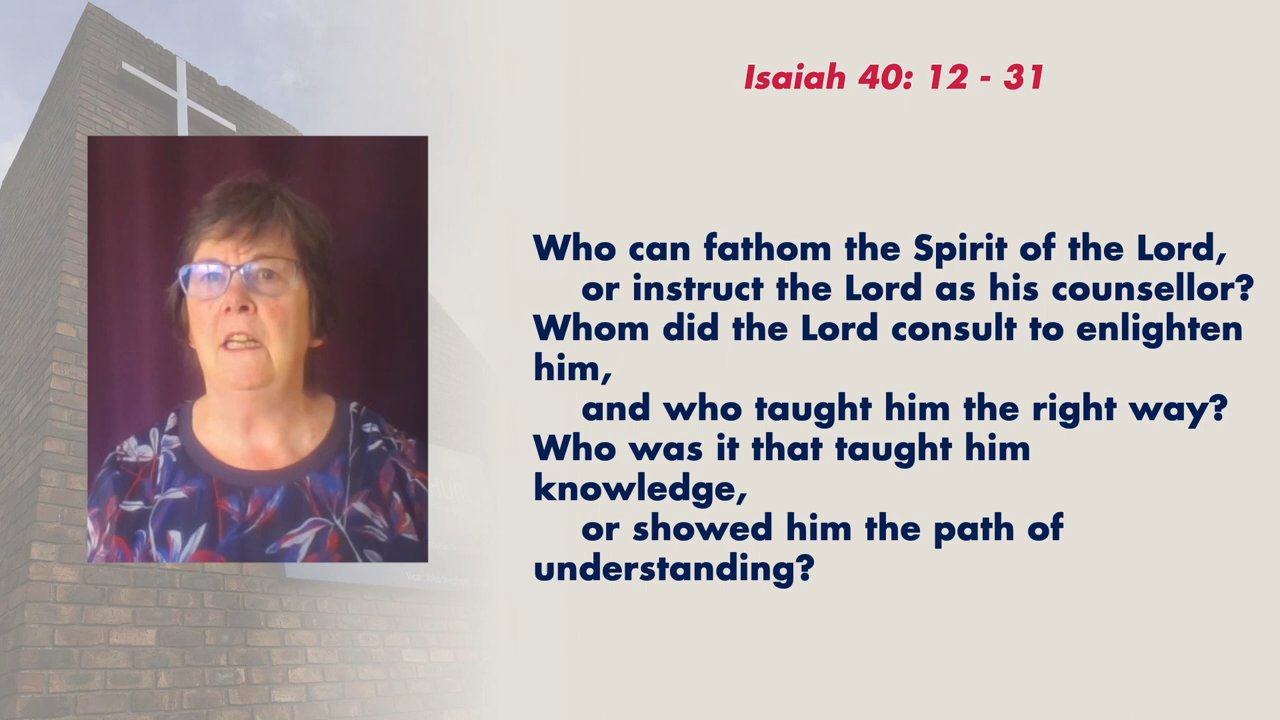 Isaiah 40: 12 - 31
Who can fathom the Spirit of the Lord,
or instruct the Lord as his counsellor?
Whom did the Lord consult to enlighten
him,
and who taught him the right way?
Who was it that taught him
knowledge,
or showed him the path of
understanding?